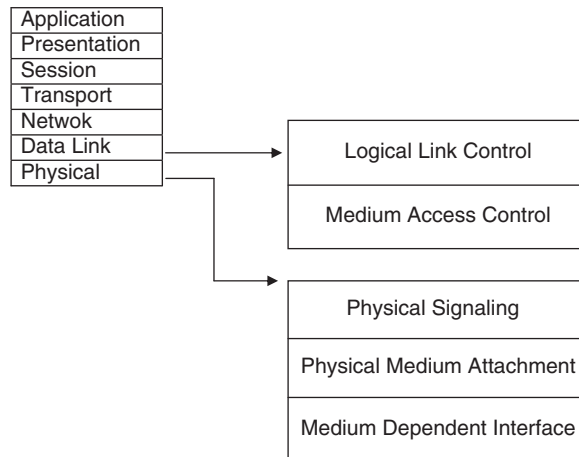 Application
Presentation
Session
Transport
Netwok
Data Link
Physical
Logical Link Control
Medium Access Control
Physical Signaling
Physical Medium Attachment
Medium Dependent Interface